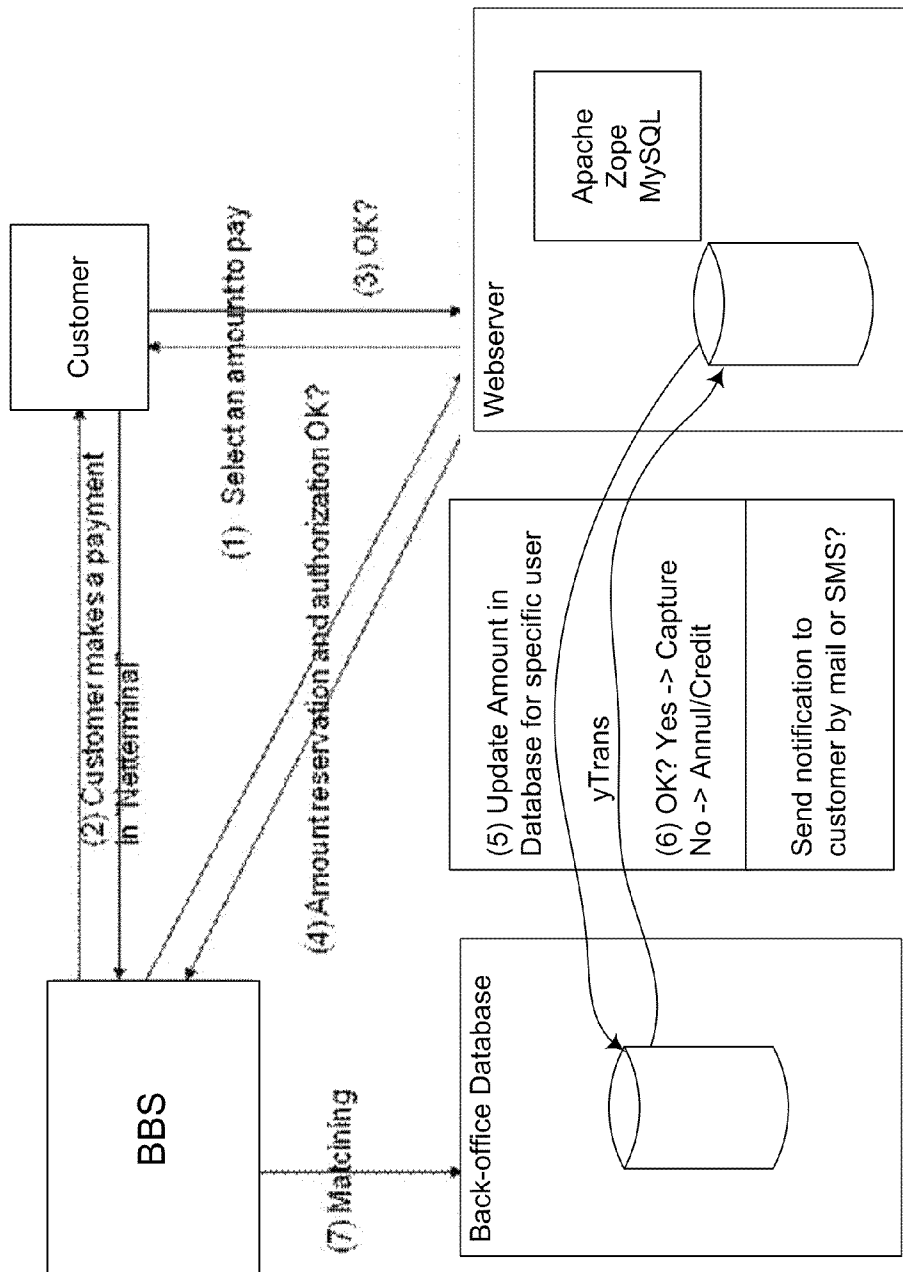 BBS
(2) Customer makes a payment
in Netterminal
Customer
(1) Select an amount to pay
(3) OK?
(4) Amount reservation and authorization OK?
(7) Matcining
Back-office Database
(5) Update Amount in
Database for specific user
yTrans
(6) OK? Yes -> Capture
No -> Annul/Credit
Send notification to
customer by mail or SMS?
Webserver
Apache
Zope
MySQL